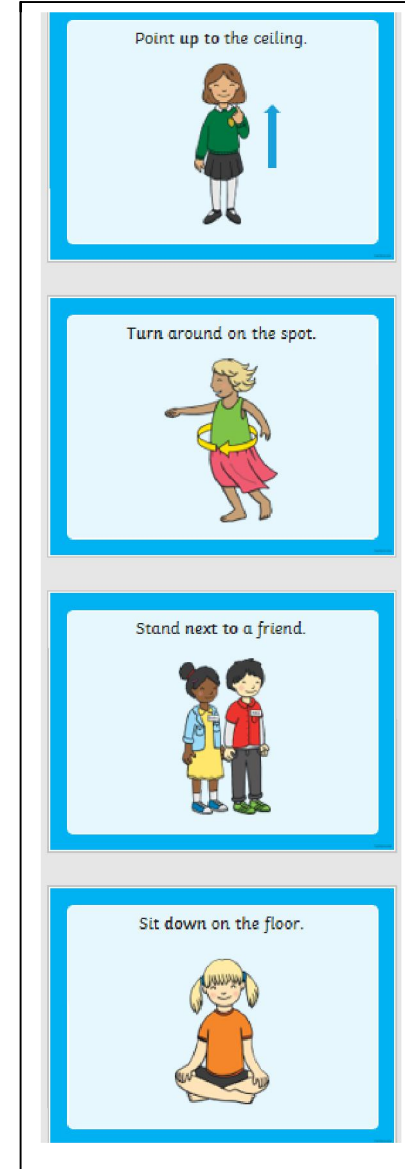 Point up to the ceiling.
Turn around on the spot.
Stand next to a friend.
Sit down on the floor.